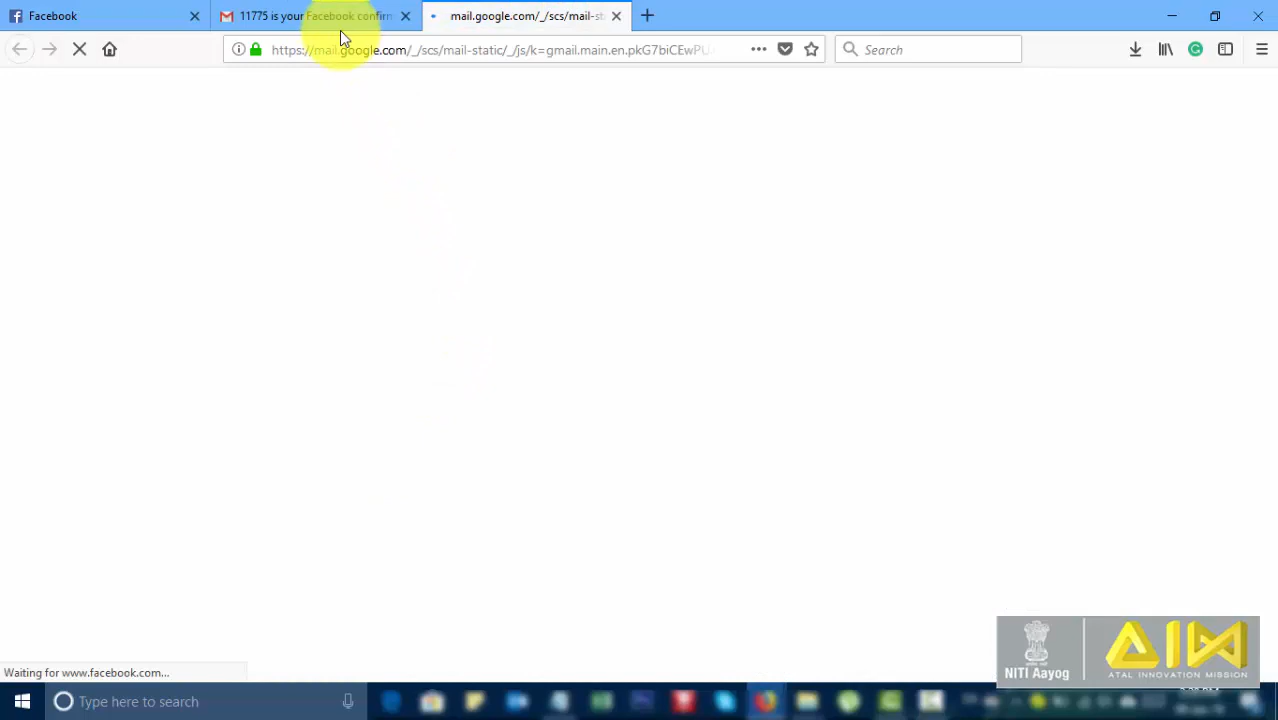 Facebook
11775 is your Facebook confirm
mail.google.com/_/scs/mail-sta
https://mail.google.com/_/scs/mail-static/_/js/k=gmail.main.en.pkG7biCEwPU
Search
Waiting for www.facebook.com...
NITI Aayog
AIM
ATAL INNOVATION MISSION
Type here to search